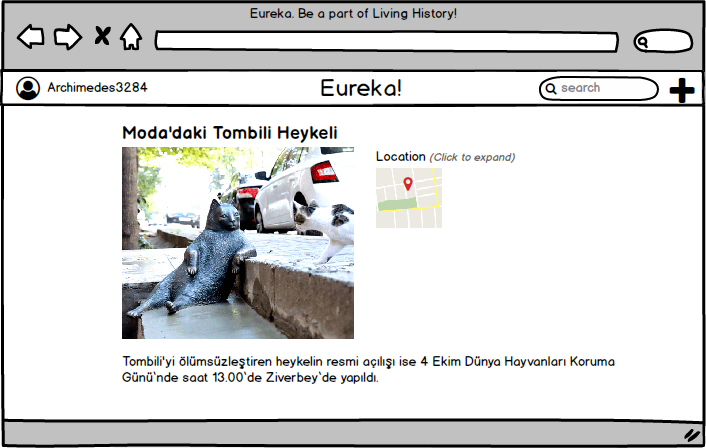 Eureka. Be a part of Living History!
Archimedes3284
Eureka!
search
Moda'daki Tombili Heykeli
Location (Click to expand)
Tombili'yi ölümsüzleştiren heykelin resmi açılışı ise 4 Ekim Dünya Hayvanları Koruma
Günü`nde saat 13.00`de Ziverbey`de yapıldı.